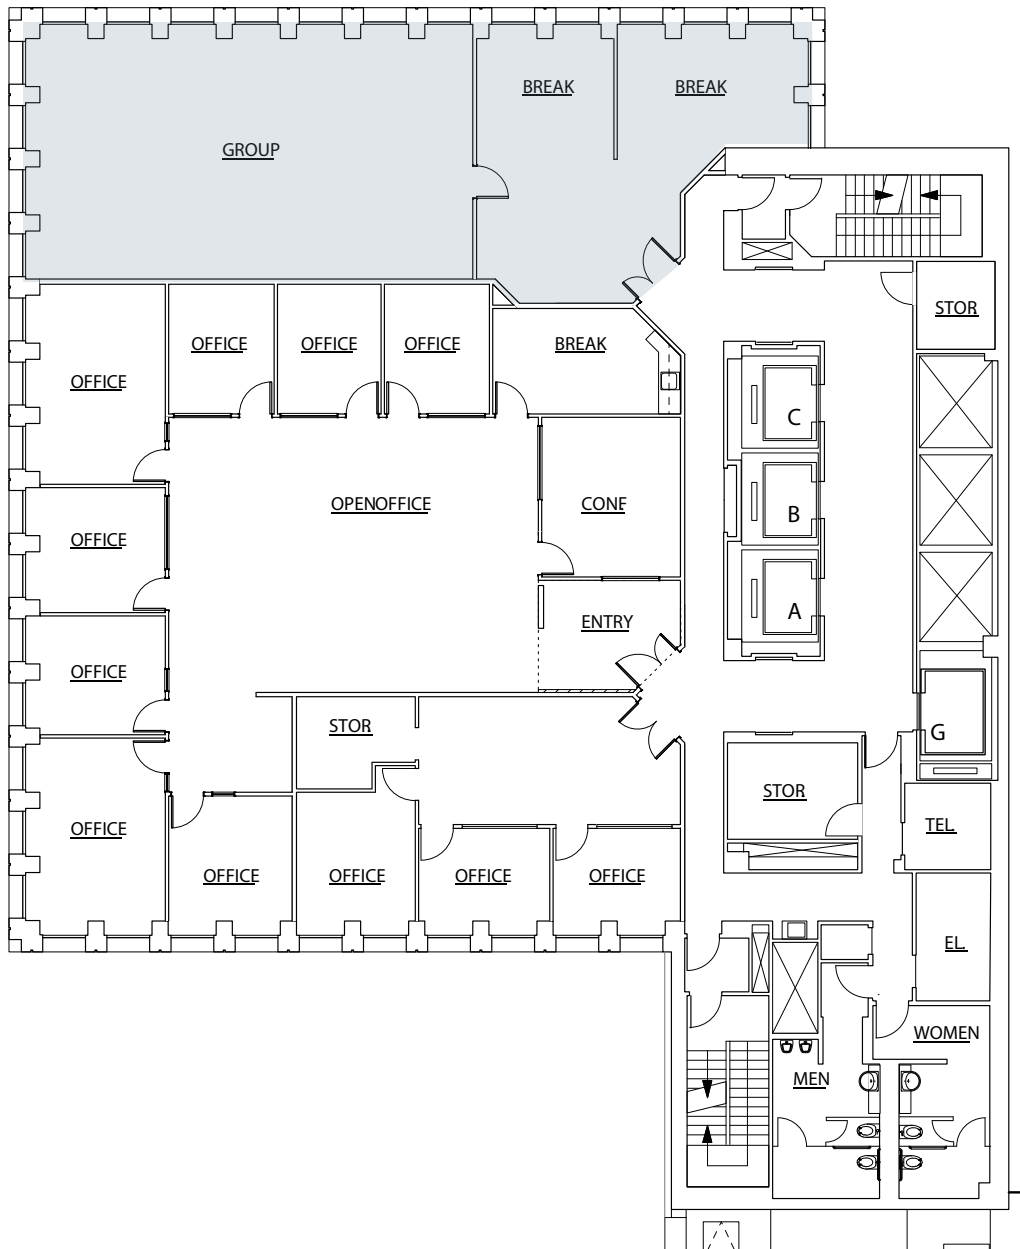 BREAK
BREAK
GROUP
STOR
OFFICE
OFFICE
OFFICE
BREAK
OFFICE
C
OPENOFFICE
CONF
B
OFFICE
A
ENTRY
OFFICE
STOR
G
STOR
TEL.
OFFICE
OFFICE
OFFICE
OFFICE
OFFICE
EL.
WOMEN
MEN